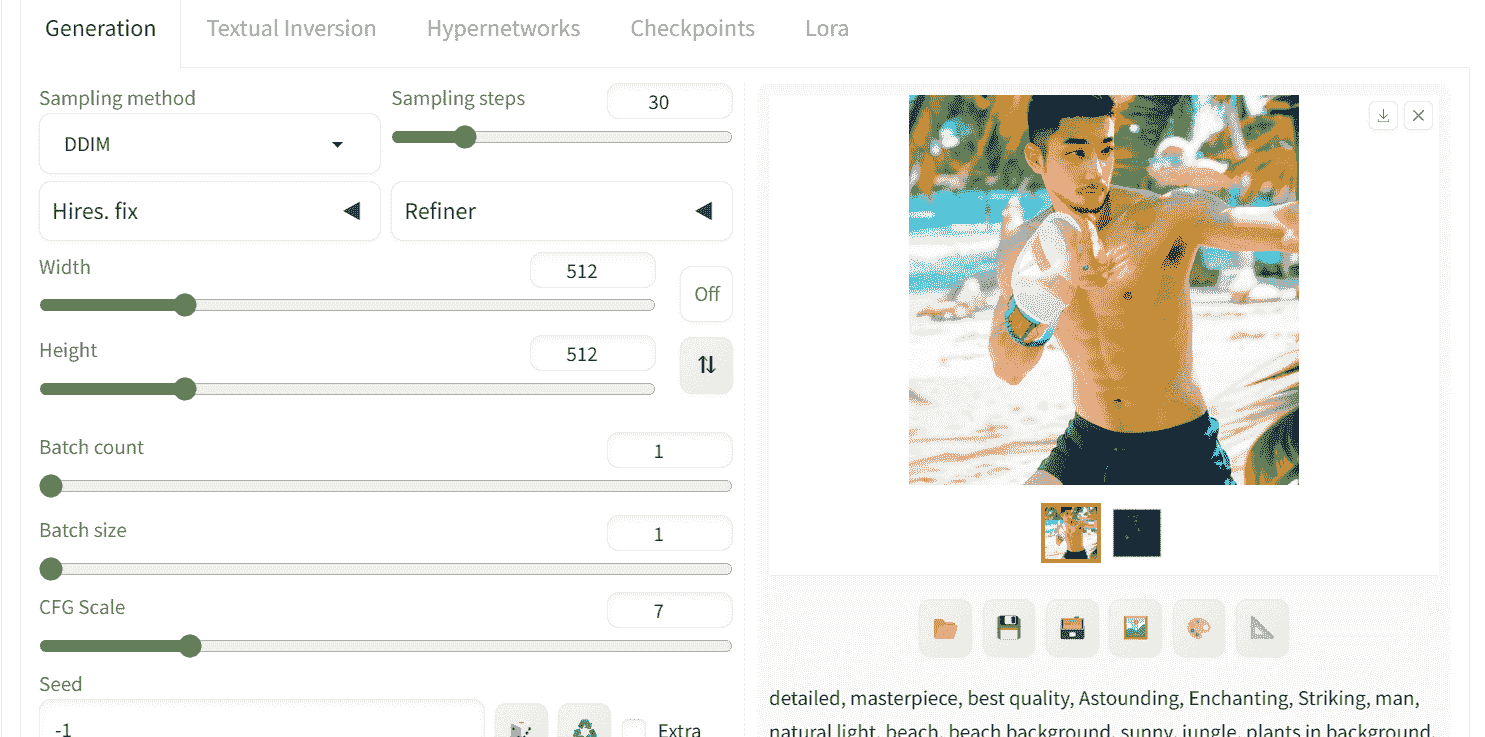 Generation Textual Inversion Hypernetworks Checkpoints Lora
Sampling method
DDIM
Sampling steps
30
Hires. fix
Refiner
Width
512
Off
Height
512
Batch count
1
Batch size
1
CFG Scale
7
Seed
-1
Extra
detailed, masterpiece, best quality, Astounding, Enchanting, Striking, man,
natural light, beach, beach background, sunny, jungle, plants in background,